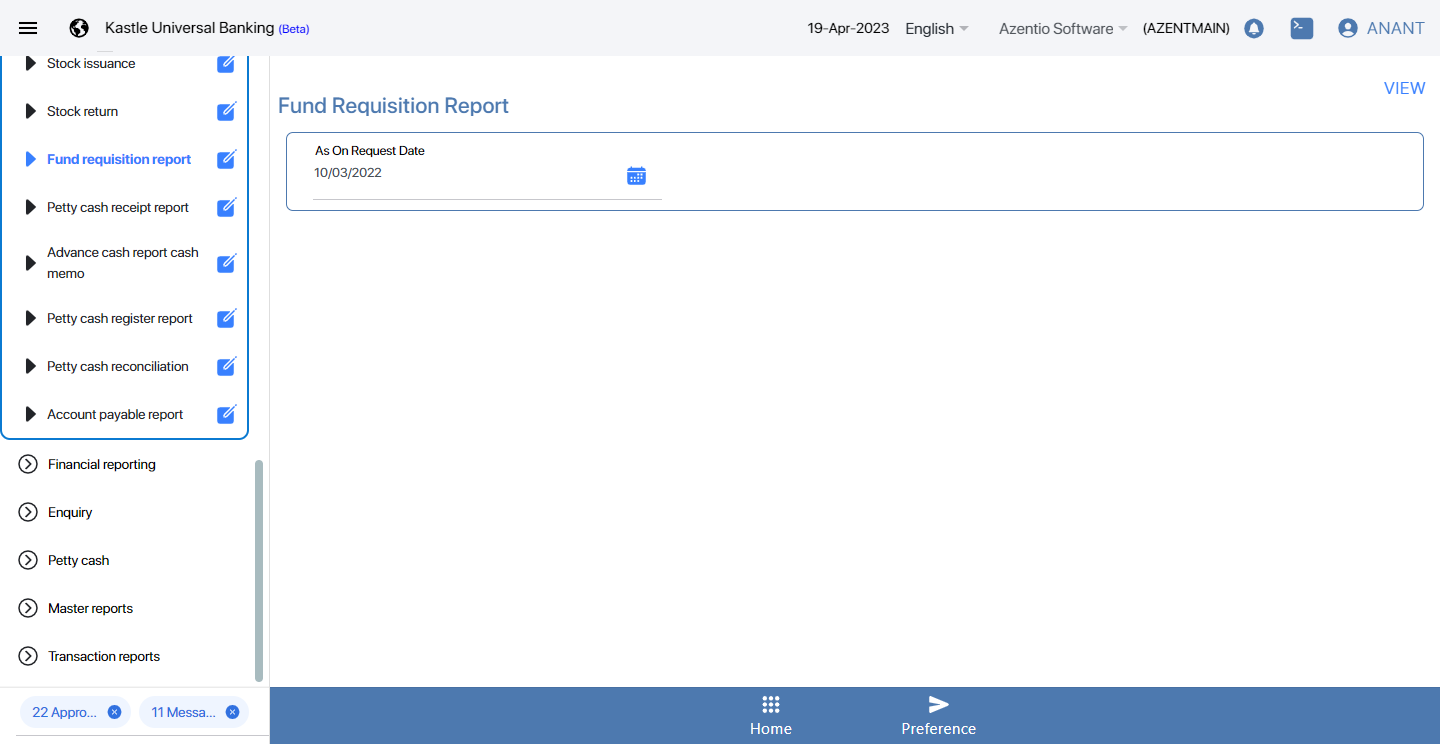 Kastle Universal Banking (Beta)
19-Apr-2023
English
Azentio Software
(AZENTMAIN)
ANANT
Stock issuance
Stock return
Fund requisition report
Petty cash receipt report
Advance cash report cash
memo
Petty cash register report
Petty cash reconciliation
Account payable report
Financial reporting
Enquiry
Petty cash
Master reports
Transaction reports
22 Appro...
11 Messa...
VIEW
Fund Requisition Report
As On Request Date
10/03/2022
Home
Preference